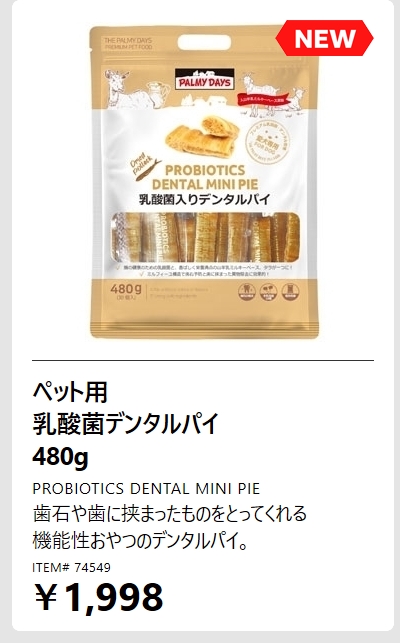 NEW
THE PALMY DAYS
PREMIUM PET FOOD
PALMY DAYS
Dried Pollack
PROBIOTICS
DENTAL MINI PIE
乳酸菌入りデンタルパイ
480g
ペット用
乳酸菌デンタルパイ
480g
PROBIOTICS DENTAL MINI PIE
歯石や歯に挟まったものをとってくれる
機能性おやつのデンタルパイ。
ITEM# 74549
￥1,998